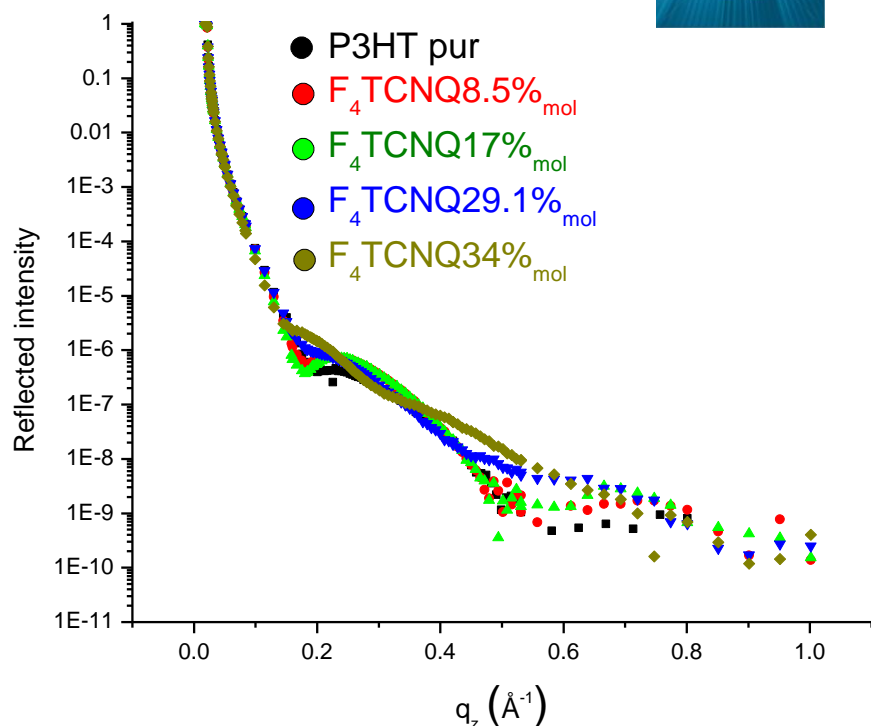 P3HT pur
F4TCNQ8.5%mol
F4TCNQ17%mol
F4TCNQ29.1%mol
F4TCNQ34%mol
Reflected intensity
1
0.1
0.01
1E-3
1E-4
1E-5
1E-6
1E-7
1E-8
1E-9
1E-10
1E-11
0.0 0.2 0.4 0.6 0.8 1.0
qz (Å-1)